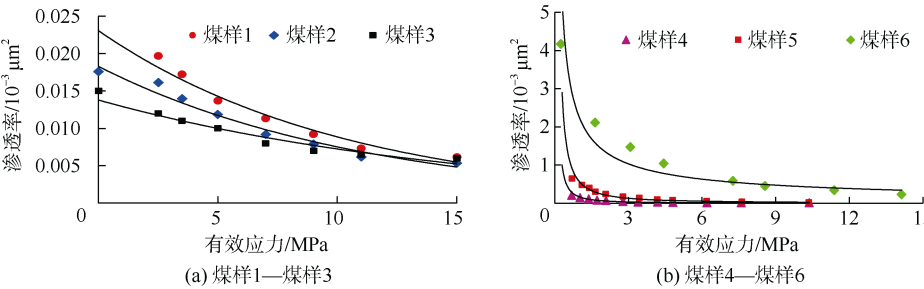 0.025
0.020
0.015
0.010
0.005
0
5
10
15
渗透率/10⁻³ μm²
煤样1
煤样2
煤样3
有效应力/MPa
(a) 煤样1—煤样3
5
4
3
2
1
0
3
6
9
12
15
渗透率/10⁻³ μm²
煤样4
煤样5
煤样6
有效应力/MPa
(b) 煤样4—煤样6